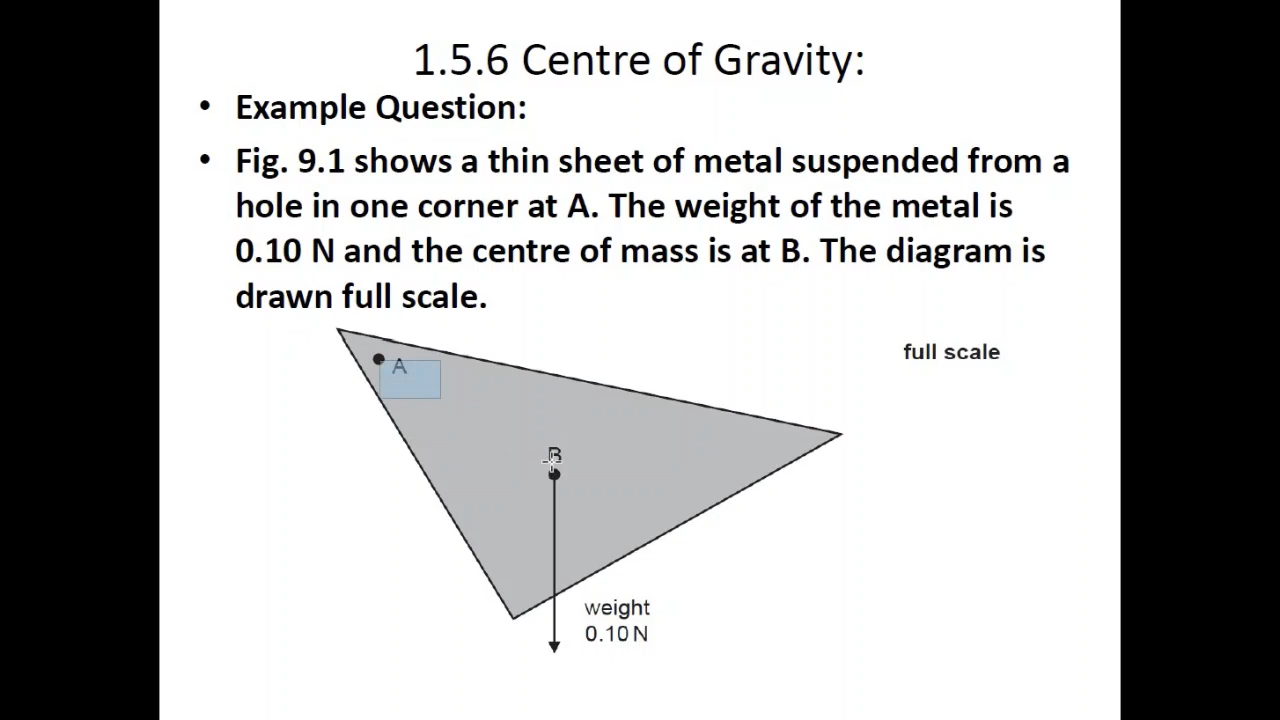 1.5.6 Centre of Gravity:
• Example Question:
• Fig. 9.1 shows a thin sheet of metal suspended from a
hole in one corner at A. The weight of the metal is
0.10 N and the centre of mass is at B. The diagram is
drawn full scale.
full scale
A
B
weight
0.10 N